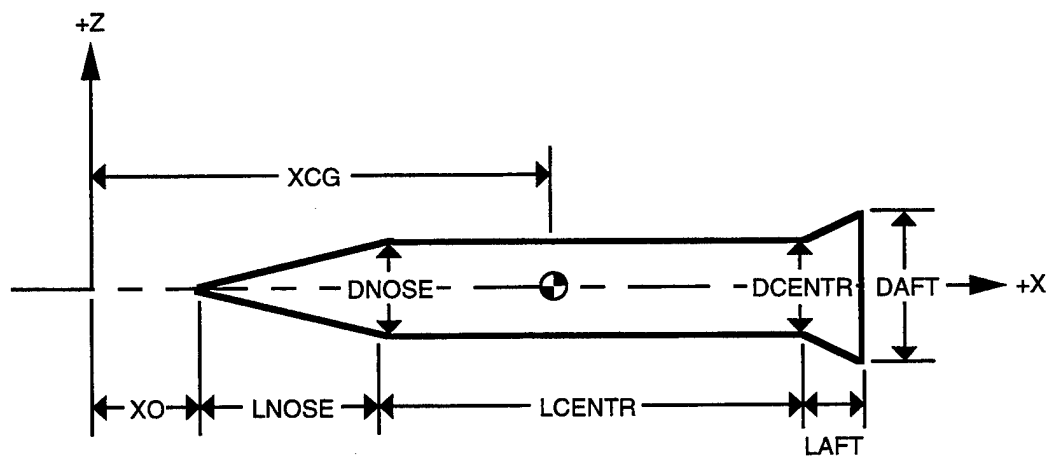 +Z
XCG
DNOSE
DCENTR
DAFT
+X
XO
LNOSE
LCENTR
LAFT